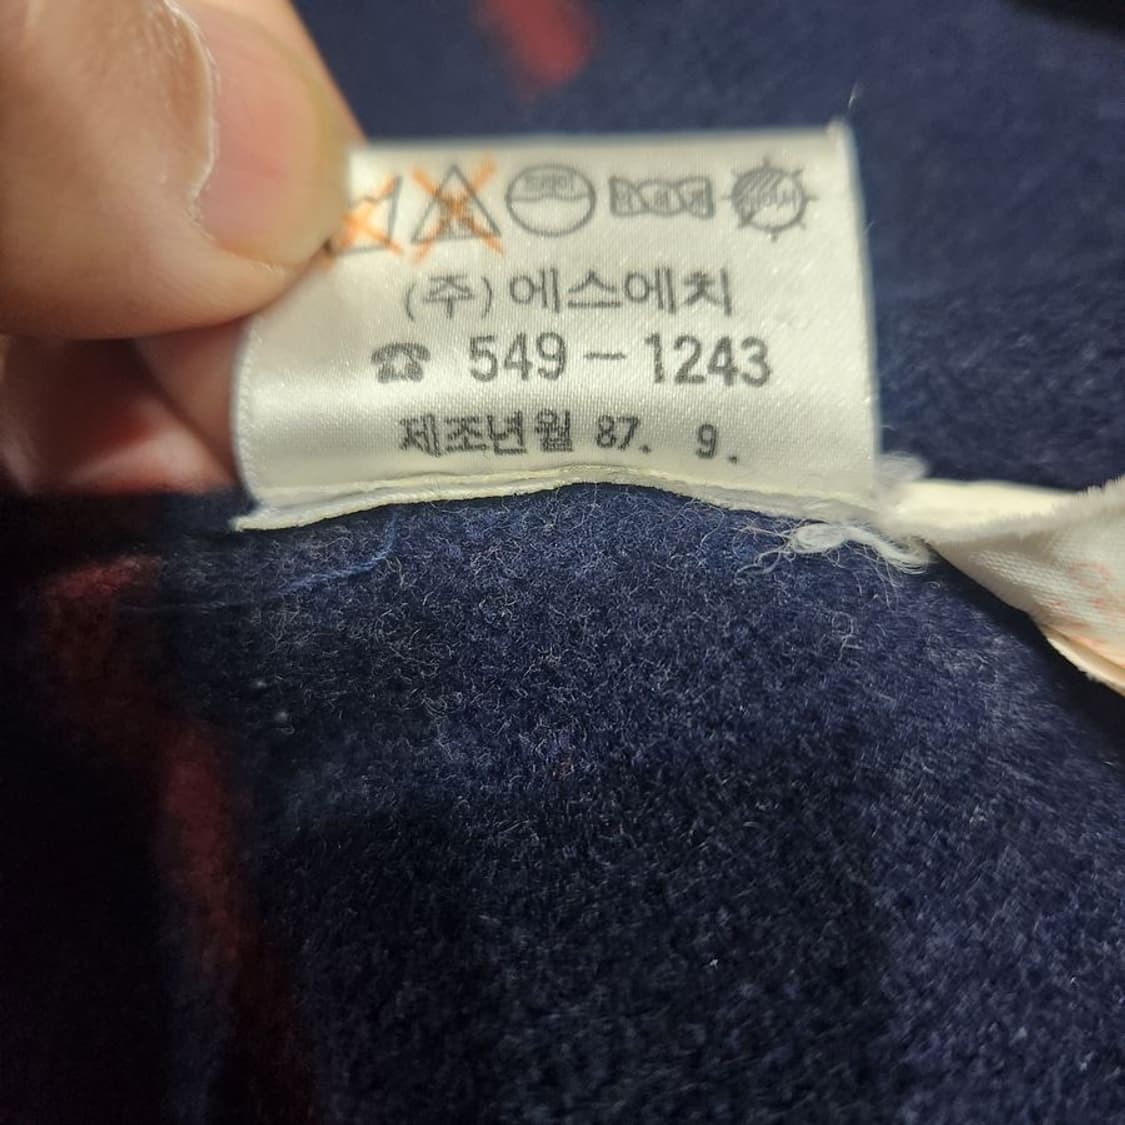 (주) 에스에치
☎ 549-1243
제조년월 87. 9.